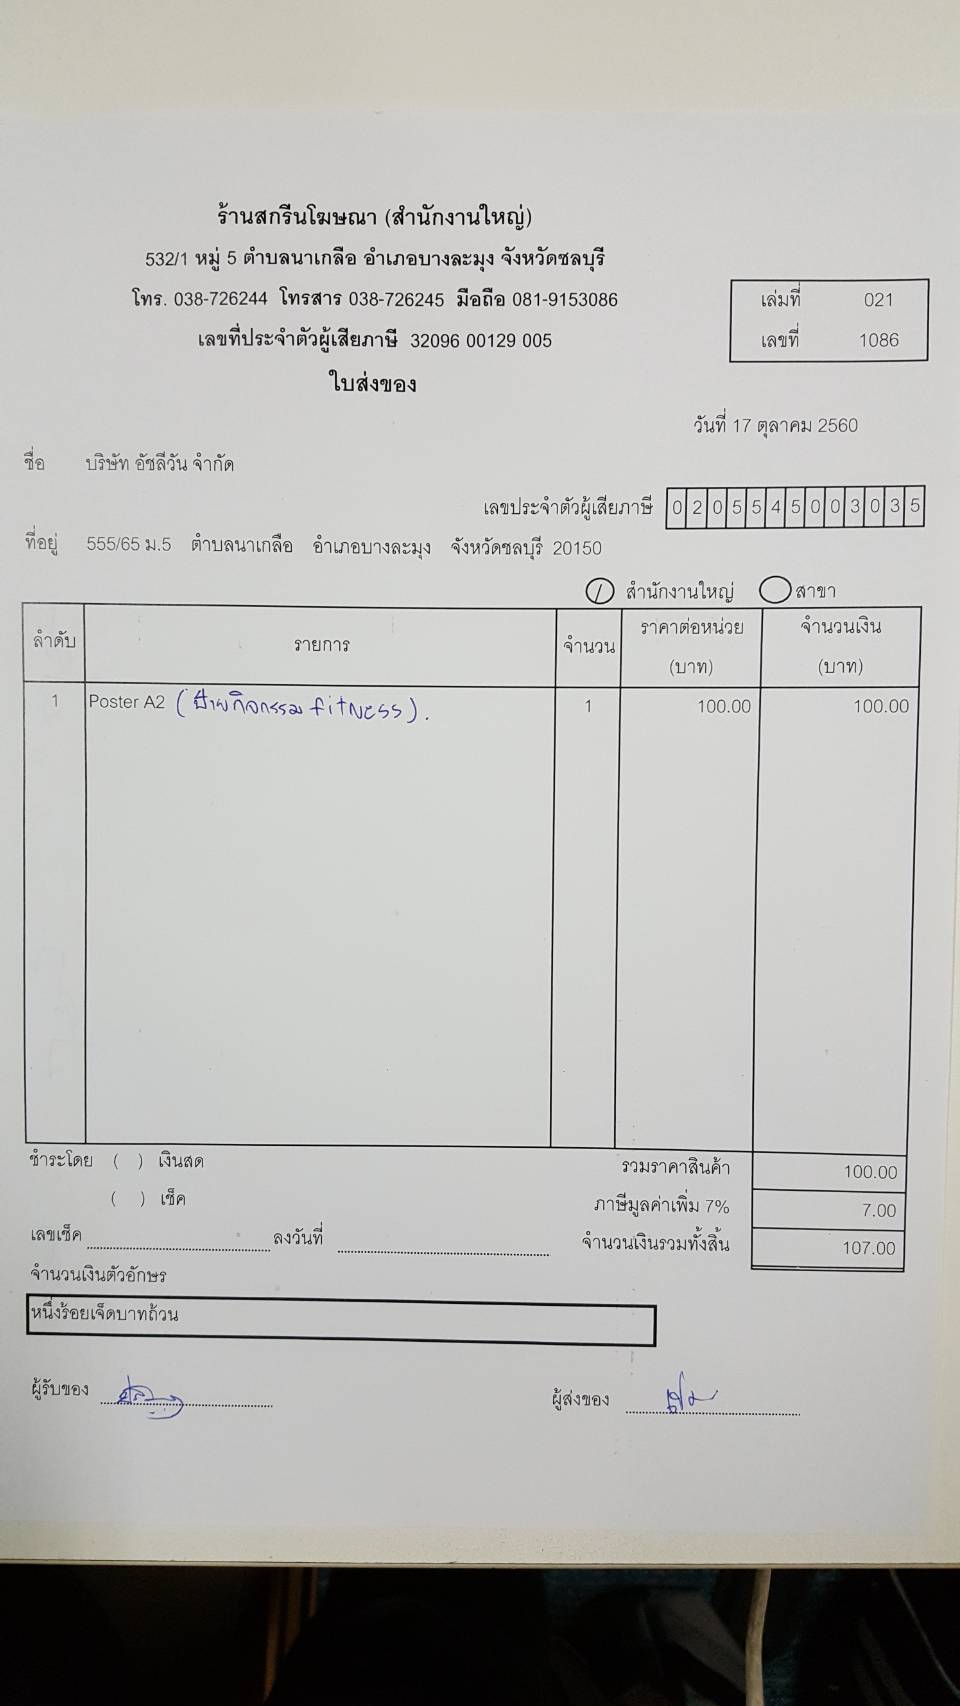 ร้านสกรีนโฆษณา (สำนักงานใหญ่)
532/1 หมู่ 5 ตำบลนาเกลือ อำเภอบางละมุง จังหวัดชลบุรี
โทร. 038-726244 โทรสาร 038-726245 มือถือ 081-9153086
เลขที่ประจำตัวผู้เสียภาษี 32096 00129 005
เล่มที่ 021
เลขที่ 1086
ใบส่งของ
วันที่ 17 ตุลาคม 2560
ชื่อ บริษัท อัชลีวัน จำกัด
เลขประจำตัวผู้เสียภาษี 0205545003035
ที่อยู่ 555/65 ม.5 ตำบลนาเกลือ อำเภอบางละมุง จังหวัดชลบุรี 20150
(/) สำนักงานใหญ่ สาขา
ลำดับ รายการ จำนวน ราคาต่อหน่วย (บาท) จำนวนเงิน (บาท)
1 Poster A2 (ป้ายกิจกรรม fitness). 1 100.00 100.00
ชำระโดย ( ) เงินสด รวมราคาสินค้า 100.00
( ) เช็ค ภาษีมูลค่าเพิ่ม 7% 7.00
เลขเช็ค ลงวันที่ จำนวนเงินรวมทั้งสิ้น 107.00
จำนวนเงินตัวอักษร
หนึ่งร้อยเจ็ดบาทถ้วน
ผู้รับของ ผู้ส่งของ